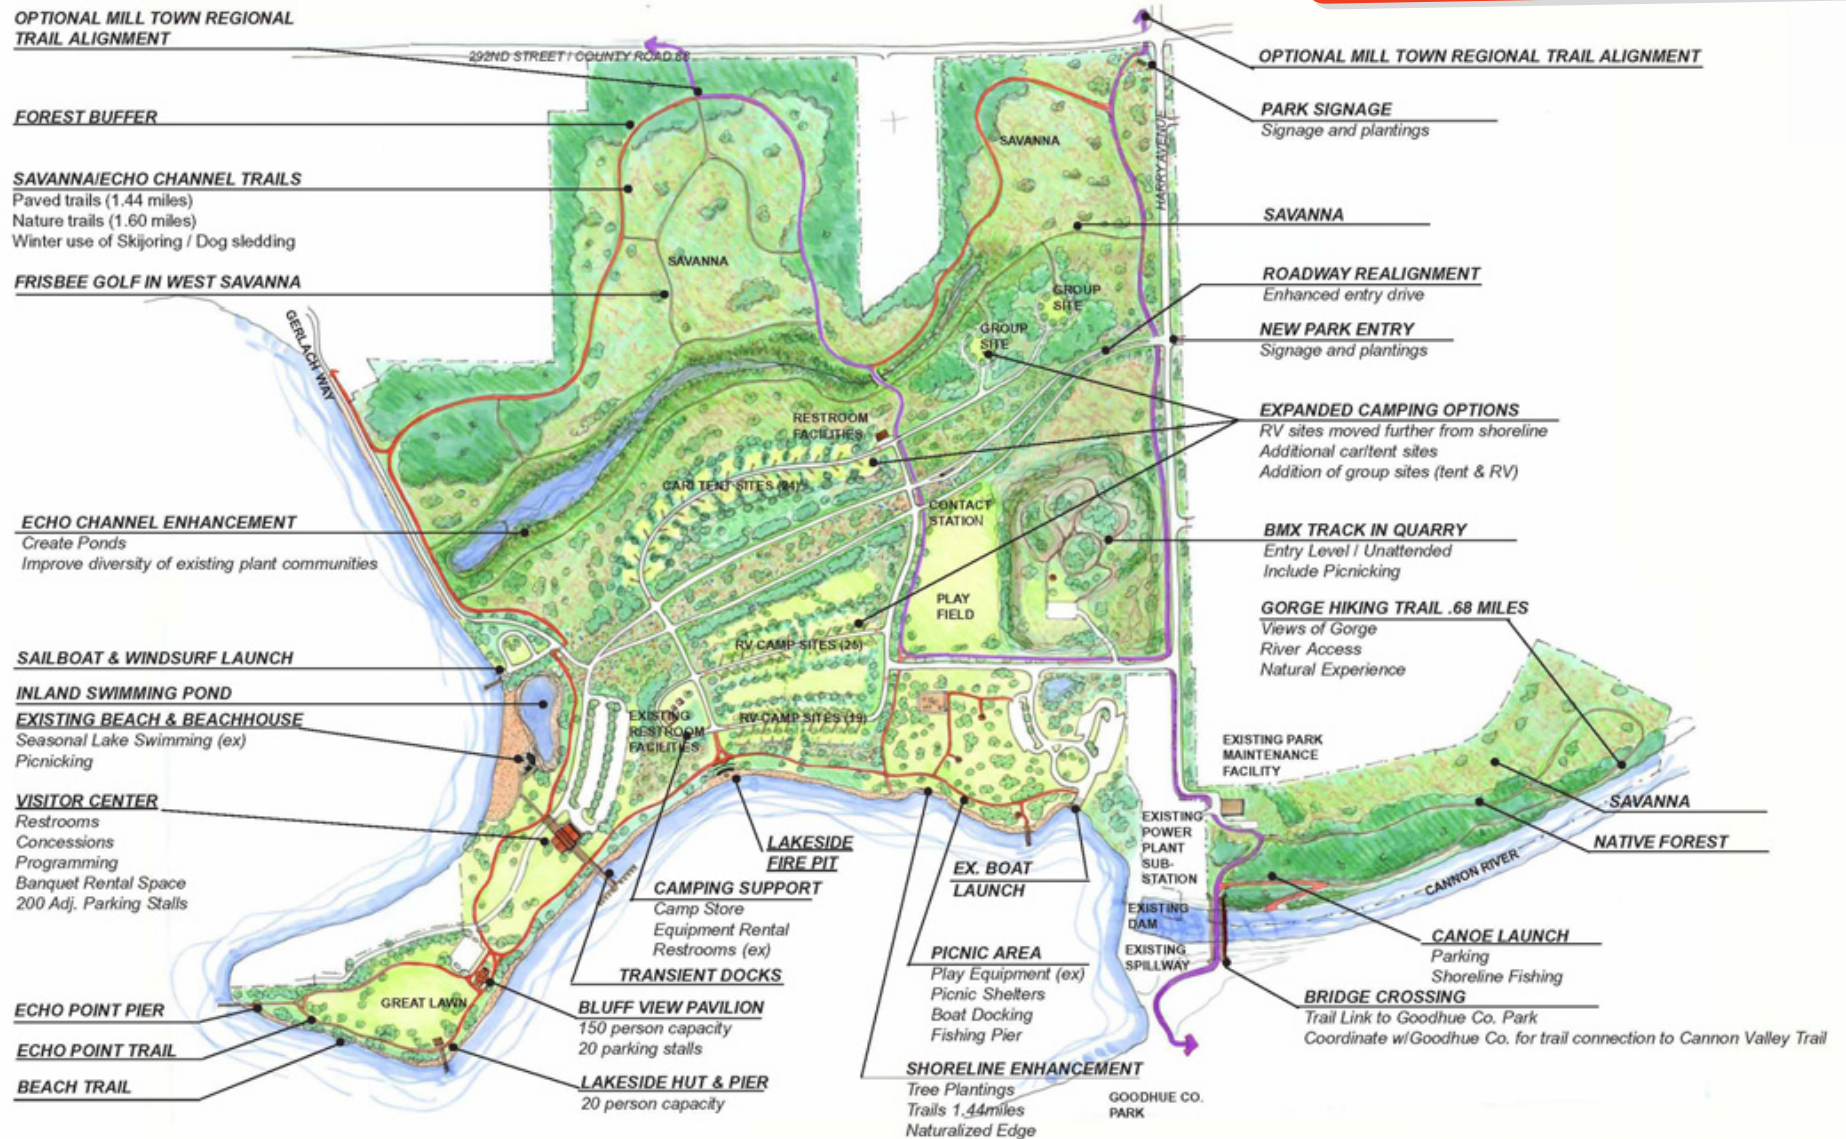 OPTIONAL MILL TOWN REGIONAL
TRAIL ALIGNMENT
FOREST BUFFER
SAVANNA/ECHO CHANNEL TRAILS
Paved trails (1.44 miles)
Nature trails (1.60 miles)
Winter use of Skijoring / Dog sledding
FRISBEE GOLF IN WEST SAVANNA
ECHO CHANNEL ENHANCEMENT
Create Ponds
Improve diversity of existing plant communities
SAILBOAT & WINDSURF LAUNCH
INLAND SWIMMING POND
EXISTING BEACH & BEACHHOUSE
Seasonal Lake Swimming (ex)
Picnicking
VISITOR CENTER
Restrooms
Concessions
Programming
Banquet Rental Space
200 Adj. Parking Stalls
ECHO POINT PIER
ECHO POINT TRAIL
BEACH TRAIL
292ND STREET / COUNTY ROAD 88
GERLACH WAY
HARRY AVENUE
SAVANNA
SAVANNA
GROUP
SITE
GROUP
SITE
RESTROOM
FACILITIES
CAR/ TENT SITES (24)
CONTACT
STATION
PLAY
FIELD
RV CAMP SITES (25)
RV CAMP SITES (19)
EXISTING
RESTROOM
FACILITIES
GREAT LAWN
LAKESIDE
FIRE PIT
CAMPING SUPPORT
Camp Store
Equipment Rental
Restrooms (ex)
TRANSIENT DOCKS
BLUFF VIEW PAVILION
150 person capacity
20 parking stalls
LAKESIDE HUT & PIER
20 person capacity
EX. BOAT
LAUNCH
PICNIC AREA
Play Equipment (ex)
Picnic Shelters
Boat Docking
Fishing Pier
SHORELINE ENHANCEMENT
Tree Plantings
Trails 1.44miles
Naturalized Edge
GOODHUE CO.
PARK
EXISTING
POWER
PLANT
SUB-
STATION
EXISTING
DAM
EXISTING
SPILLWAY
EXISTING PARK
MAINTENANCE
FACILITY
CANNON RIVER
OPTIONAL MILL TOWN REGIONAL TRAIL ALIGNMENT
PARK SIGNAGE
Signage and plantings
SAVANNA
ROADWAY REALIGNMENT
Enhanced entry drive
NEW PARK ENTRY
Signage and plantings
EXPANDED CAMPING OPTIONS
RV sites moved further from shoreline
Additional car/tent sites
Addition of group sites (tent & RV)
BMX TRACK IN QUARRY
Entry Level / Unattended
Include Picnicking
GORGE HIKING TRAIL .68 MILES
Views of Gorge
River Access
Natural Experience
SAVANNA
NATIVE FOREST
CANOE LAUNCH
Parking
Shoreline Fishing
BRIDGE CROSSING
Trail Link to Goodhue Co. Park
Coordinate w/Goodhue Co. for trail connection to Cannon Valley Trail